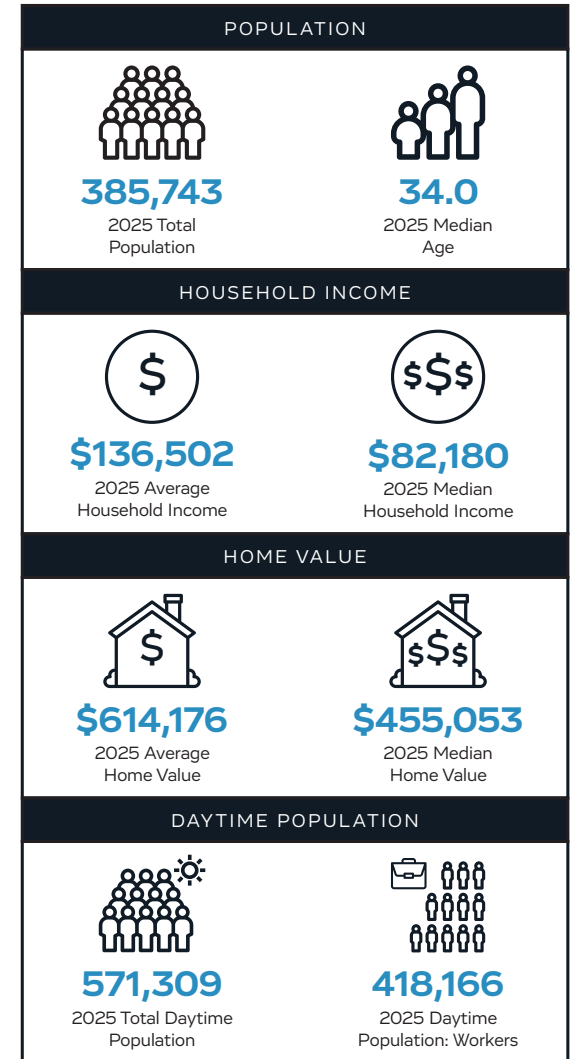 POPULATION
385,743
2025 Total
Population
34.0
2025 Median
Age
HOUSEHOLD INCOME
$
$136,502
2025 Average
Household Income
$$$
$82,180
2025 Median
Household Income
HOME VALUE
$
$614,176
2025 Average
Home Value
$$$
$455,053
2025 Median
Home Value
DAYTIME POPULATION
571,309
2025 Total Daytime
Population
418,166
2025 Daytime
Population: Workers